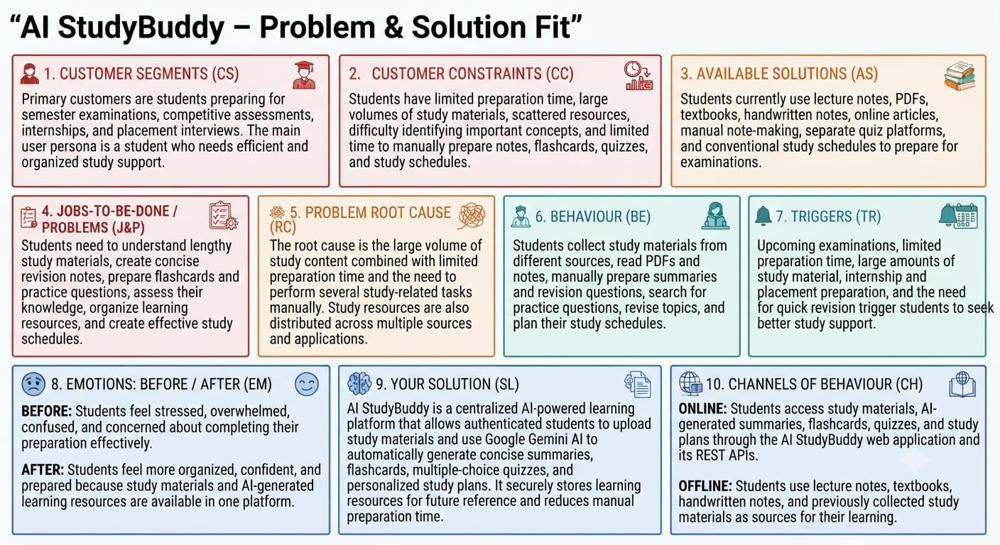 “AI StudyBuddy – Problem & Solution Fit”
1. CUSTOMER SEGMENTS (CS)
Primary customers are students preparing for
semester examinations, competitive assessments,
internships, and placement interviews. The main
user persona is a student who needs efficient and
organized study support.
2. CUSTOMER CONSTRAINTS (CC)
Students have limited preparation time, large
volumes of study materials, scattered resources,
difficulty identifying important concepts, and limited
time to manually prepare notes, flashcards, quizzes,
and study schedules.
3. AVAILABLE SOLUTIONS (AS)
Students currently use lecture notes, PDFs,
textbooks, handwritten notes, online articles,
manual note-making, separate quiz platforms,
and conventional study schedules to prepare for
examinations.
4. JOBS-TO-BE-DONE /
PROBLEMS (J&P)
Students need to understand lengthy
study materials, create concise
revision notes, prepare flashcards and
practice questions, assess their
knowledge, organize learning
resources, and create effective study
schedules.
5. PROBLEM ROOT CAUSE
(RC)
The root cause is the large volume of
study content combined with limited
preparation time and the need to
perform several study-related tasks
manually. Study resources are also
distributed across multiple sources
and applications.
6. BEHAVIOUR (BE)
Students collect study materials from
different sources, read PDFs and
notes, manually prepare summaries
and revision questions, search for
practice questions, revise topics, and
plan their study schedules.
7. TRIGGERS (TR)
Upcoming examinations, limited
preparation time, large amounts of
study material, internship and
placement preparation, and the need
for quick revision trigger students to seek
better study support.
8. EMOTIONS: BEFORE / AFTER (EM)
BEFORE: Students feel stressed, overwhelmed,
confused, and concerned about completing their
preparation effectively.
AFTER: Students feel more organized, confident, and
prepared because study materials and AI-generated
learning resources are available in one platform.
9. YOUR SOLUTION (SL)
AI StudyBuddy is a centralized AI-powered learning
platform that allows authenticated students to upload
study materials and use Google Gemini AI to
automatically generate concise summaries,
flashcards, multiple-choice quizzes, and
personalized study plans. It securely stores learning
resources for future reference and reduces manual
preparation time.
10. CHANNELS OF BEHAVIOUR (CH)
ONLINE: Students access study materials, AI-
generated summaries, flashcards, quizzes, and study
plans through the AI StudyBuddy web application and
its REST APIs.
OFFLINE: Students use lecture notes, textbooks,
handwritten notes, and previously collected study
materials as sources for their learning.